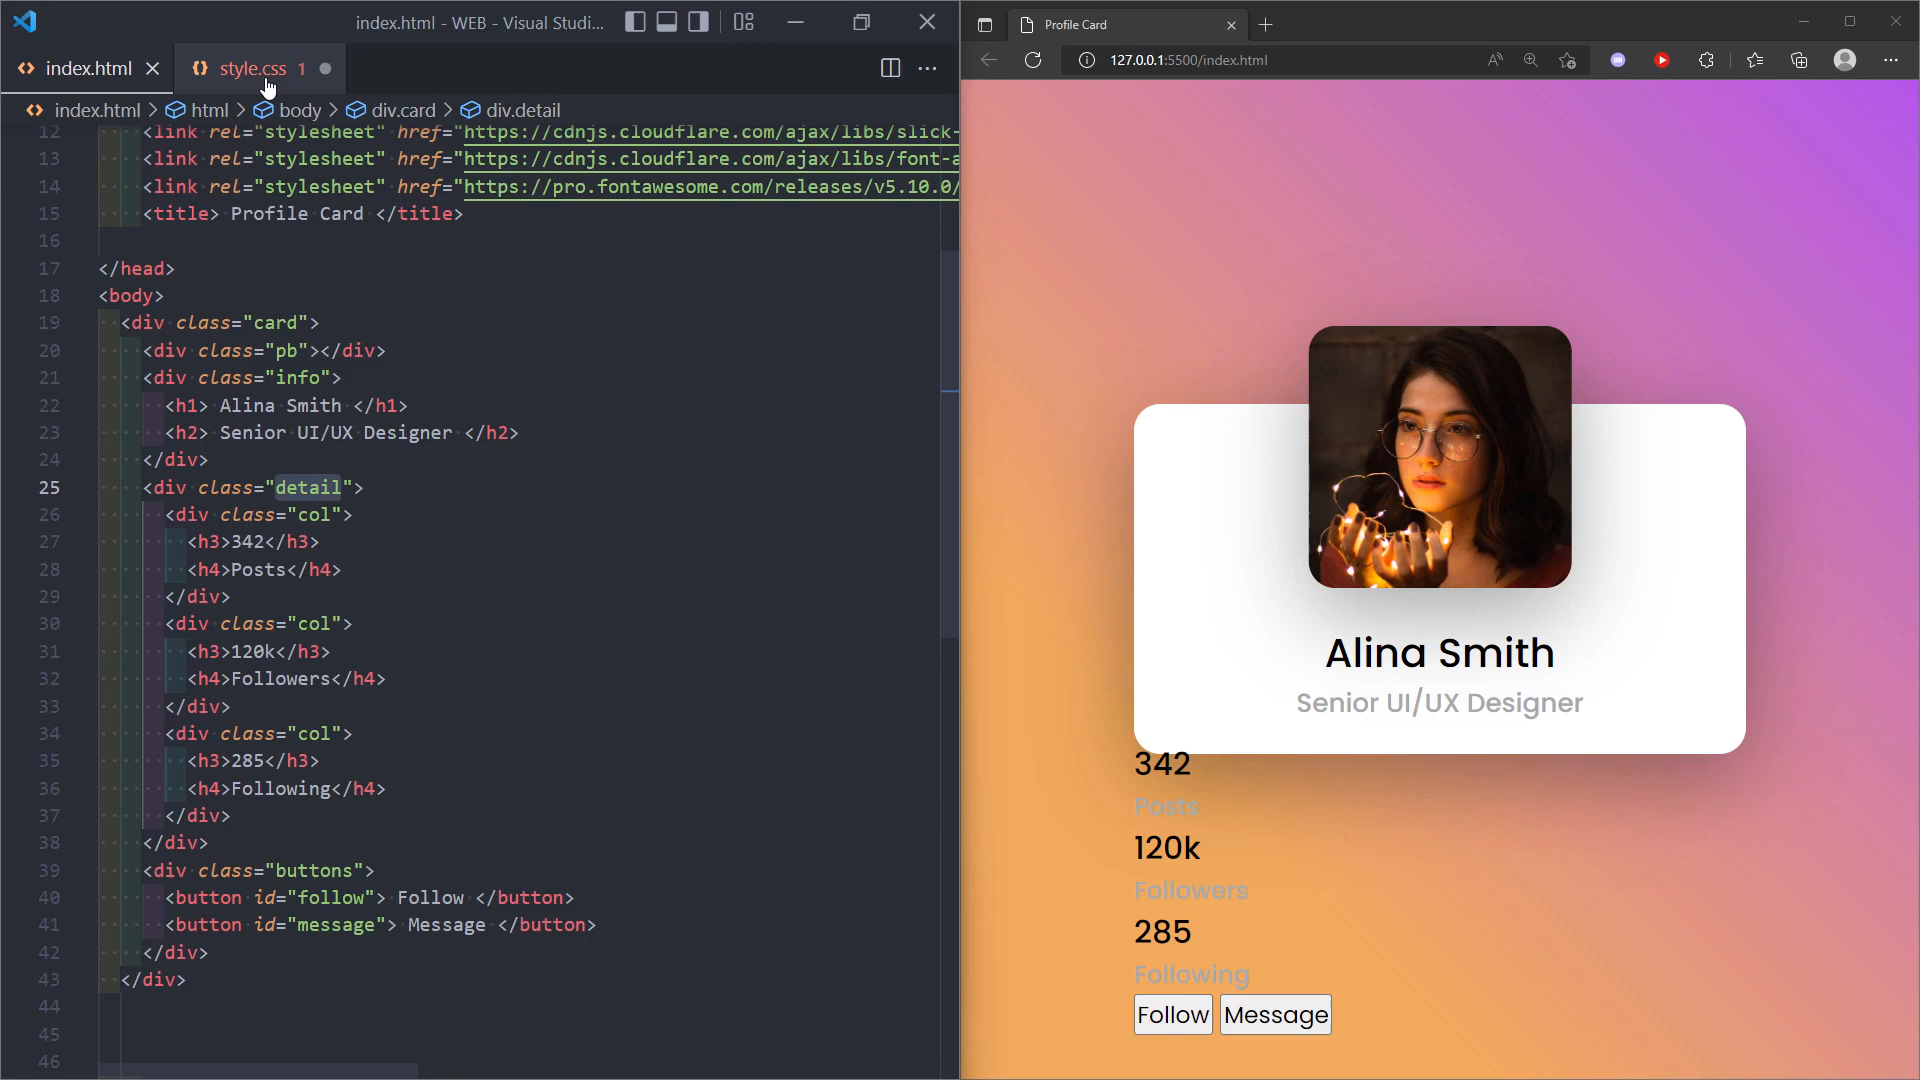 index.html - WEB - Visual Studi...
index.html
style.css 1
index.html > html > body > div.card > div.detail
12 <link rel="stylesheet" href="https://cdnjs.cloudflare.com/ajax/libs/slick-
13 <link rel="stylesheet" href="https://cdnjs.cloudflare.com/ajax/libs/font-a
14 <link rel="stylesheet" href="https://pro.fontawesome.com/releases/v5.10.0/
15 <title> Profile Card </title>
16
17 </head>
18 <body>
19 <div class="card">
20 <div class="pb"></div>
21 <div class="info">
22 <h1> Alina Smith </h1>
23 <h2> Senior UI/UX Designer </h2>
24 </div>
25 <div class="detail">
26 <div class="col">
27 <h3>342</h3>
28 <h4>Posts</h4>
29 </div>
30 <div class="col">
31 <h3>120k</h3>
32 <h4>Followers</h4>
33 </div>
34 <div class="col">
35 <h3>285</h3>
36 <h4>Following</h4>
37 </div>
38 </div>
39 <div class="buttons">
40 <button id="follow"> Follow </button>
41 <button id="message"> Message </button>
42 </div>
43 </div>
44
45
46
Profile Card
127.0.0.1:5500/index.html
Alina Smith
Senior UI/UX Designer
342
Posts
120k
Followers
285
Following
Follow Message